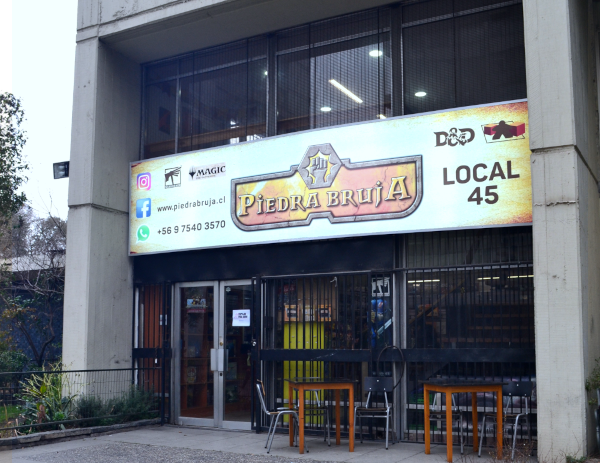 MAGIC
D&D
www.piedrabruja.cl
+56 9 7540 3570
PIEDRA BRUJA
LOCAL
45